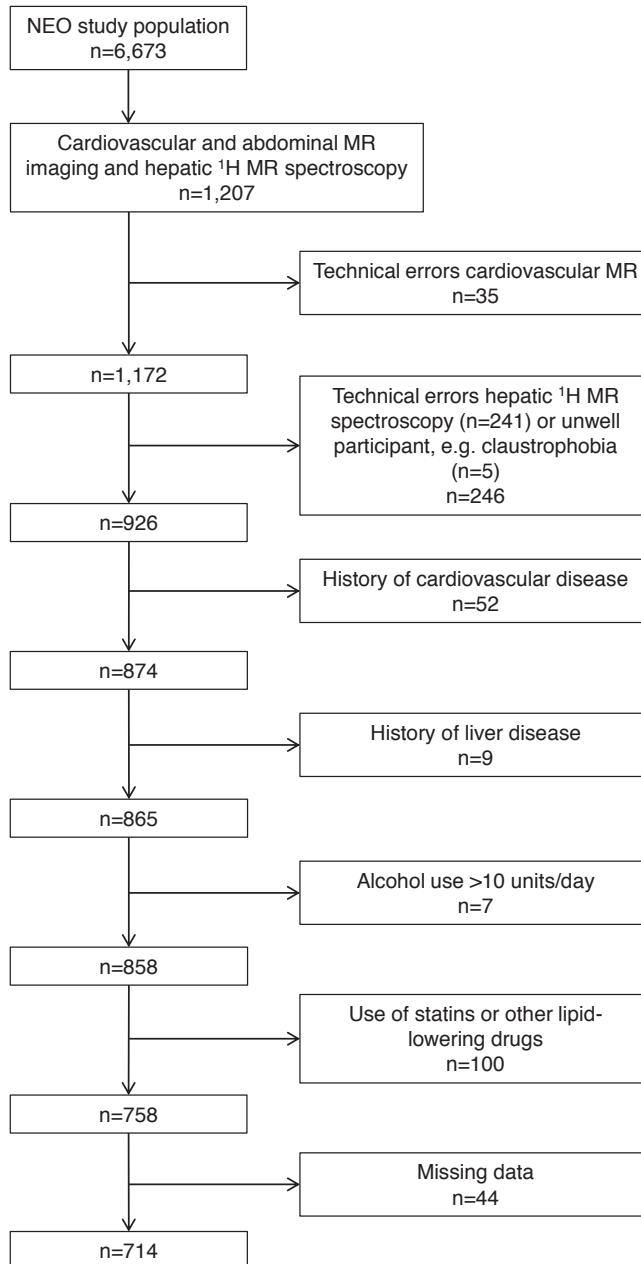 NEO study population
n=6,673
Cardiovascular and abdominal MR
imaging and hepatic ¹H MR spectroscopy
n=1,207
Technical errors cardiovascular MR
n=35
n=1,172
Technical errors hepatic ¹H MR
spectroscopy (n=241) or unwell
participant, e.g. claustrophobia
(n=5)
n=246
n=926
History of cardiovascular disease
n=52
n=874
History of liver disease
n=9
n=865
Alcohol use >10 units/day
n=7
n=858
Use of statins or other lipid-
lowering drugs
n=100
n=758
Missing data
n=44
n=714